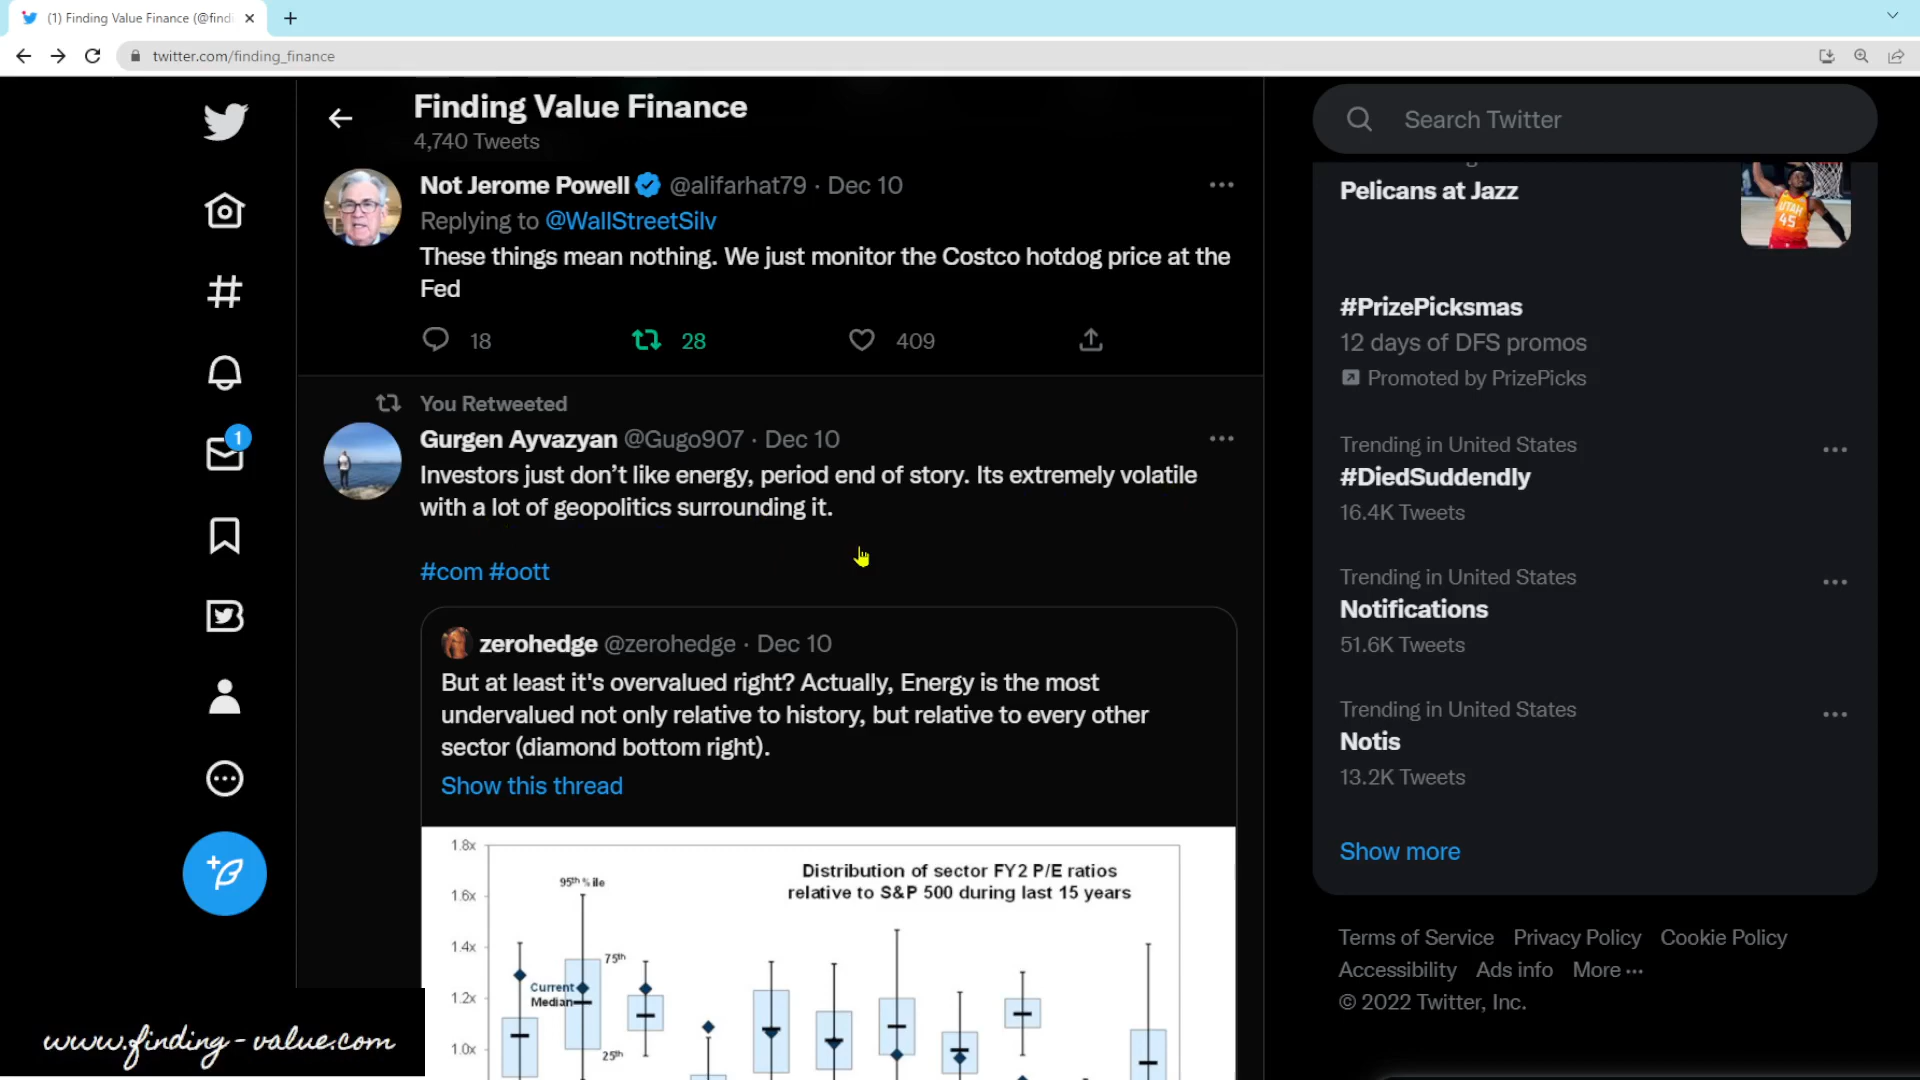 (1) Finding Value Finance (@findi
twitter.com/finding_finance
Finding Value Finance
4,740 Tweets
Not Jerome Powell @alifarhat79 · Dec 10
Replying to @WallStreetSilv
These things mean nothing. We just monitor the Costco hotdog price at the
Fed
18 28 409
You Retweeted
Gurgen Ayvazyan @Gugo907 · Dec 10
Investors just don’t like energy, period end of story. Its extremely volatile
with a lot of geopolitics surrounding it.
#com #oott
zerohedge @zerohedge · Dec 10
But at least it's overvalued right? Actually, Energy is the most
undervalued not only relative to history, but relative to every other
sector (diamond bottom right).
Show this thread
Distribution of sector FY2 P/E ratios
relative to S&P 500 during last 15 years
1.8x
1.6x
1.4x
1.2x
1.0x
95th %ile
75th
Current
Median
25th
1
Search Twitter
Pelicans at Jazz
UTAH
45
#PrizePicksmas
12 days of DFS promos
Promoted by PrizePicks
Trending in United States
#DiedSuddendly
16.4K Tweets
Trending in United States
Notifications
51.6K Tweets
Trending in United States
Notis
13.2K Tweets
Show more
Terms of Service Privacy Policy Cookie Policy
Accessibility Ads info More ···
© 2022 Twitter, Inc.
www.finding-value.com